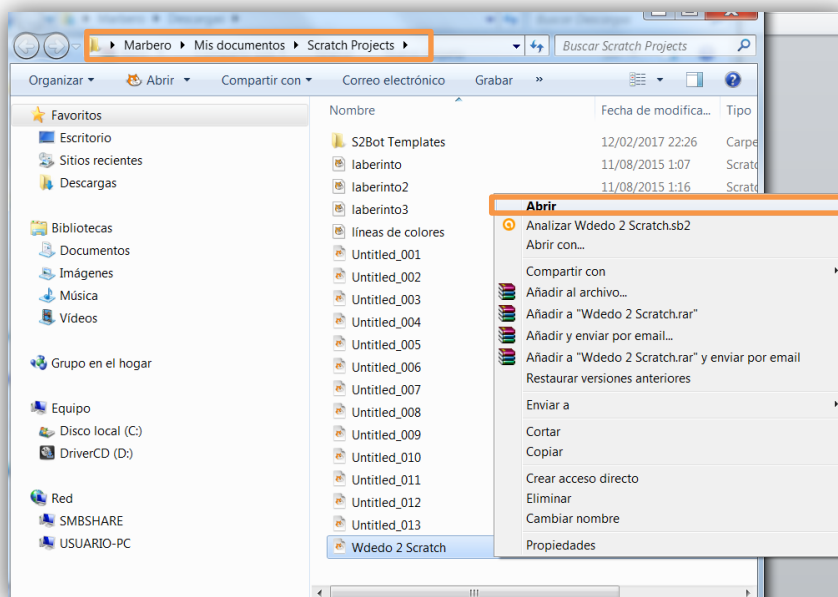 Marbero Mis documentos Scratch Projects
Buscar Scratch Projects
Organizar Abrir Compartir con Correo electrónico Grabar »
Favoritos
Escritorio
Sitios recientes
Descargas
Bibliotecas
Documentos
Imágenes
Música
Vídeos
Grupo en el hogar
Equipo
Disco local (C:)
DriverCD (D:)
Red
SMBSHARE
USUARIO-PC
Nombre Fecha de modifica... Tipo
S2Bot Templates 12/02/2017 22:26 Carpe
laberinto 11/08/2015 1:07 Scratc
laberinto2 11/08/2015 1:16 Scratc
laberinto3
líneas de colores
Untitled_001
Untitled_002
Untitled_003
Untitled_004
Untitled_005
Untitled_006
Untitled_007
Untitled_008
Untitled_009
Untitled_010
Untitled_011
Untitled_012
Untitled_013
Wdedo 2 Scratch
Abrir
Analizar Wdedo 2 Scratch.sb2
Abrir con...
Compartir con
Añadir al archivo...
Añadir a "Wdedo 2 Scratch.rar"
Añadir y enviar por email...
Añadir a "Wdedo 2 Scratch.rar" y enviar por email
Restaurar versiones anteriores
Enviar a
Cortar
Copiar
Crear acceso directo
Eliminar
Cambiar nombre
Propiedades